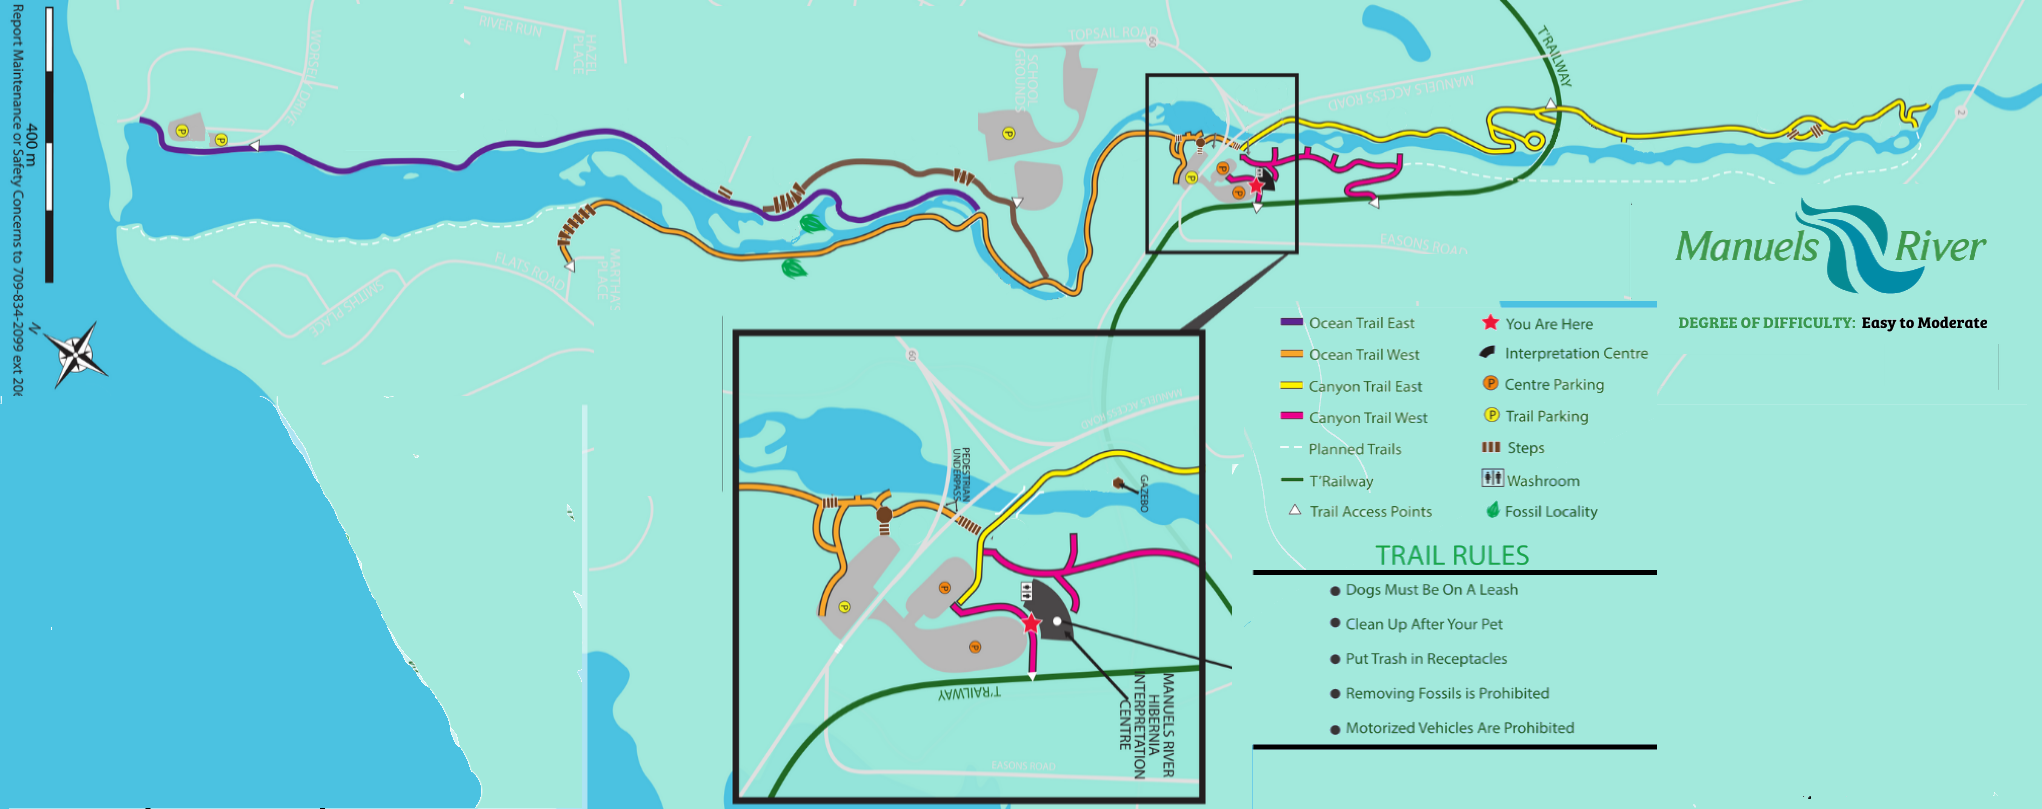 Report Maintenance or Safety Concerns to 709-834-2099 ext 20
400 m
N
WORSLEY DRIVE
RIVER RUN
HAZEL
PLACE
SCHOOL
GROUNDS
TOPSAIL ROAD
60
MANUELS ACCESS ROAD
T'RAILWAY
2
P
P
P
P
P
P
SMITHS PLACE
FLATS ROAD
MARTHAY
PLACE
EASONS ROAD
Manuels River
DEGREE OF DIFFICULTY: Easy to Moderate
60
MANUELS ACCESS ROAD
PEDESTRIAN
UNDERPASS
GAZEBO
P
P
P
T'RAILWAY
MANUELS RIVER
HIBERNIA
INTERPRETATION
CENTRE
EASONS ROAD
Ocean Trail East
Ocean Trail West
Canyon Trail East
Canyon Trail West
Planned Trails
T'Railway
Trail Access Points
You Are Here
Interpretation Centre
P Centre Parking
P Trail Parking
Steps
Washroom
Fossil Locality
TRAIL RULES
● Dogs Must Be On A Leash
● Clean Up After Your Pet
● Put Trash in Receptacles
● Removing Fossils is Prohibited
● Motorized Vehicles Are Prohibited